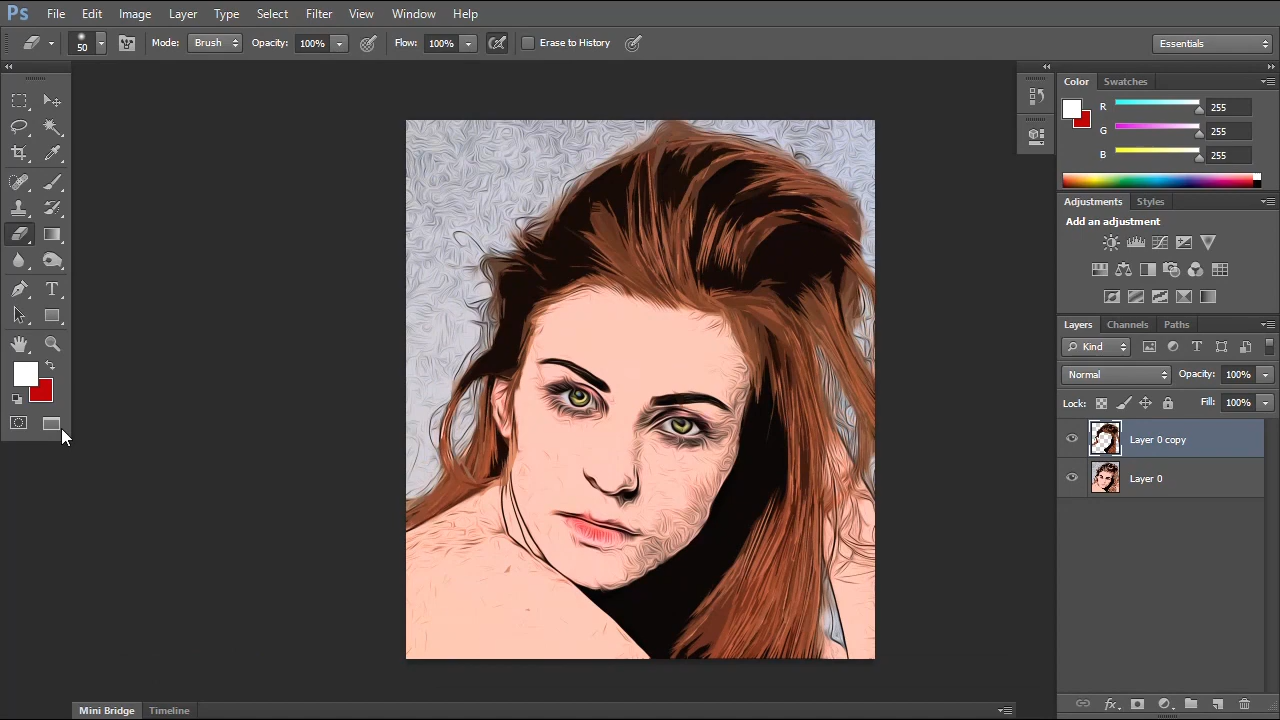 Ps File Edit Image Layer Type Select Filter View Window Help
50 Mode: Brush Opacity: 100% Flow: 100% Erase to History Essentials
Color Swatches
R 255
G 255
B 255
Adjustments Styles
Add an adjustment
T
Layers Channels Paths
Kind T
Normal Opacity: 100%
Lock: Fill: 100%
Layer 0 copy
Layer 0
fx
Mini Bridge Timeline